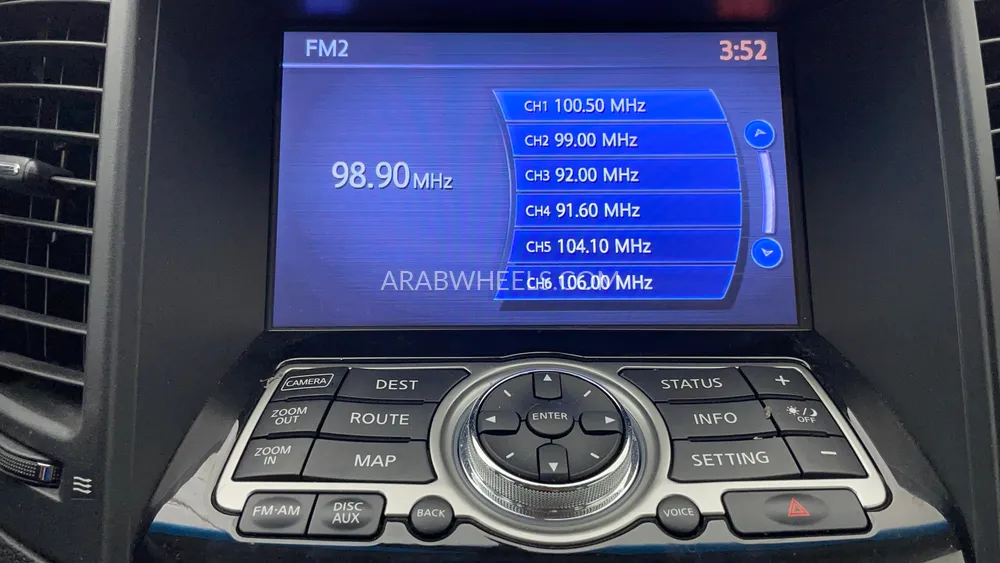 FM2
3:52
98.90 MHz
CH1 100.50 MHz
CH2 99.00 MHz
CH3 92.00 MHz
CH4 91.60 MHz
CH5 104.10 MHz
CH6 106.00 MHz
ARABWHEELS.COM
CAMERA
DEST
ZOOM OUT
ROUTE
ZOOM IN
MAP
FM·AM
DISC AUX
BACK
ENTER
STATUS
+
INFO
OFF
SETTING
−
VOICE